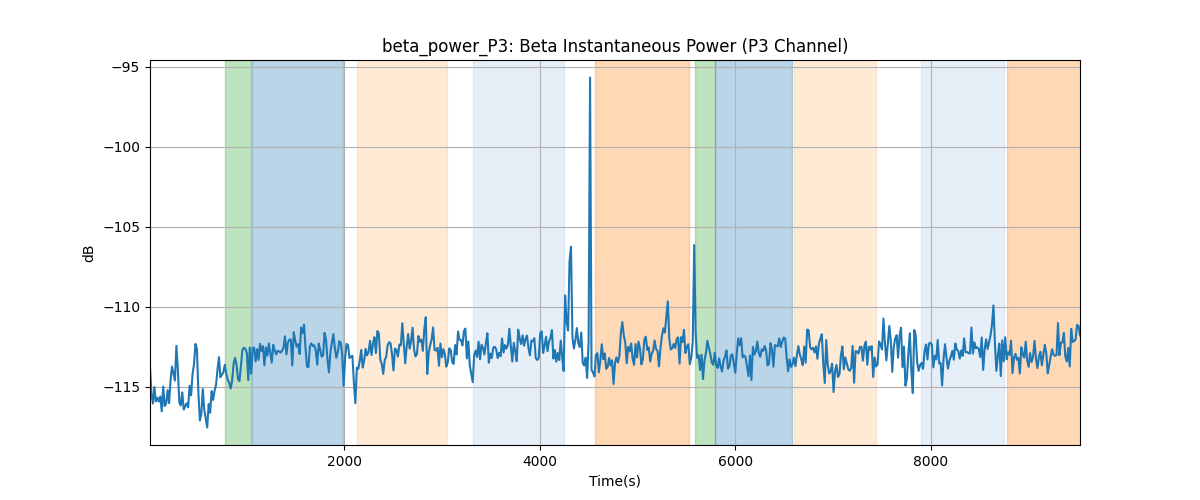 beta_power_P3: Beta Instantaneous Power (P3 Channel)
−95
−100
−105
−110
−115
dB
2000 4000 6000 8000
Time(s)